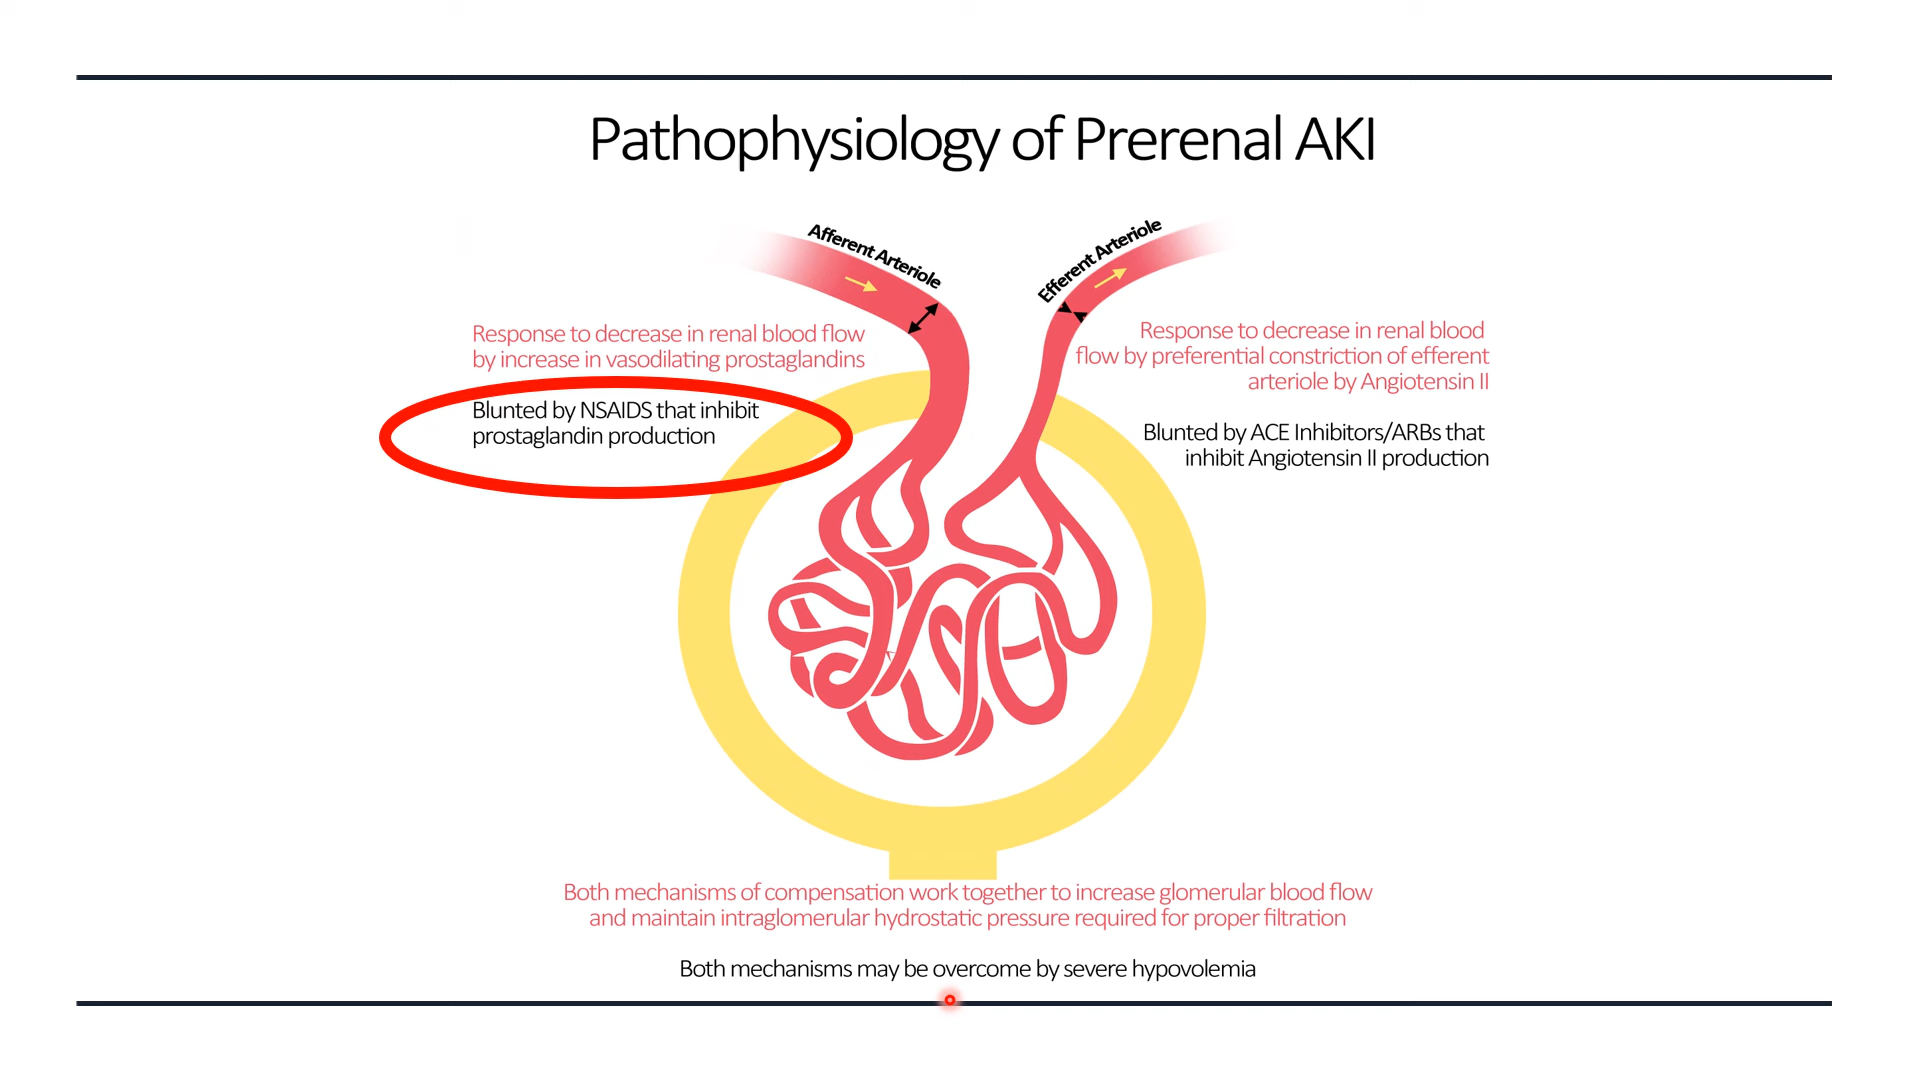 Pathophysiology of Prerenal AKI
Afferent Arteriole
Efferent Arteriole
Response to decrease in renal blood flow
by increase in vasodilating prostaglandins
Blunted by NSAIDS that inhibit
prostaglandin production
Response to decrease in renal blood
flow by preferential constriction of efferent
arteriole by Angiotensin II
Blunted by ACE Inhibitors/ARBs that
inhibit Angiotensin II production
Both mechanisms of compensation work together to increase glomerular blood flow
and maintain intraglomerular hydrostatic pressure required for proper filtration
Both mechanisms may be overcome by severe hypovolemia